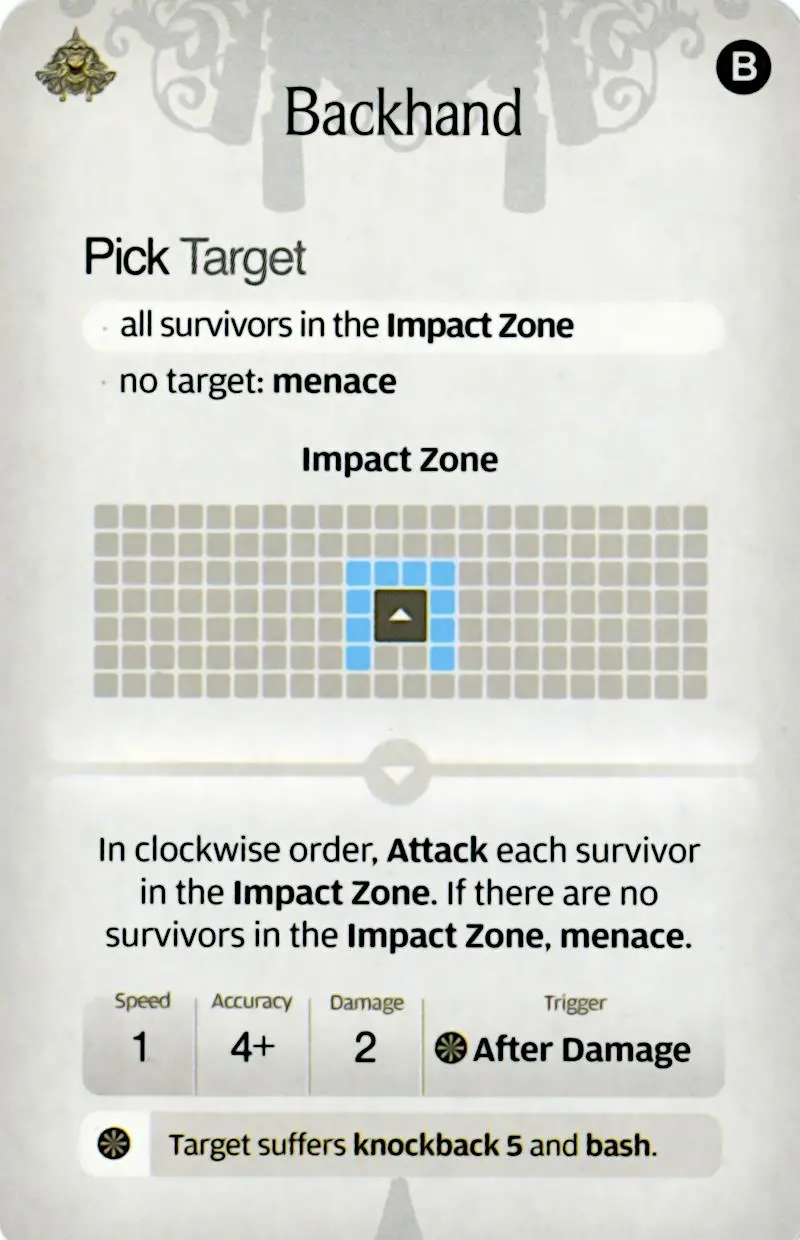 B
Backhand
Pick Target
· all survivors in the Impact Zone
· no target: menace
Impact Zone
In clockwise order, Attack each survivor
in the Impact Zone. If there are no
survivors in the Impact Zone, menace.
Speed Accuracy Damage Trigger
1 4+ 2 After Damage
Target suffers knockback 5 and bash.